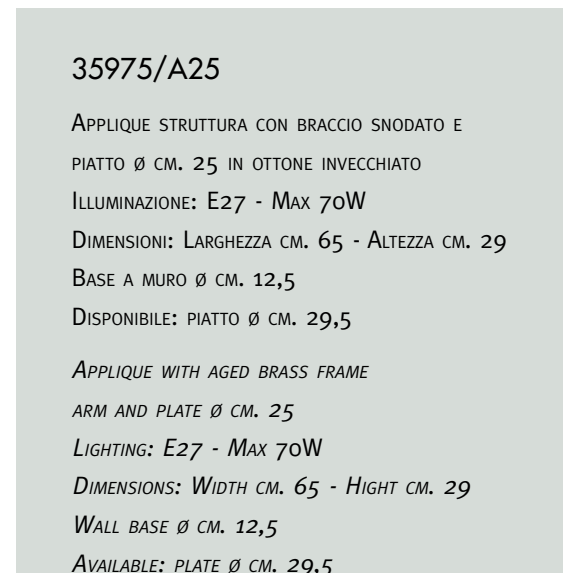 35975/A25
Applique struttura con braccio snodato e
piatto ø cm. 25 in ottone invecchiato
Illuminazione: E27 - Max 70W
Dimensioni: Larghezza cm. 65 - Altezza cm. 29
Base a muro ø cm. 12,5
Disponibile: piatto ø cm. 29,5
Applique with aged brass frame
arm and plate ø cm. 25
Lighting: E27 - Max 70W
Dimensions: Width cm. 65 - Hight cm. 29
Wall base ø cm. 12,5
Available: plate ø cm. 29,5